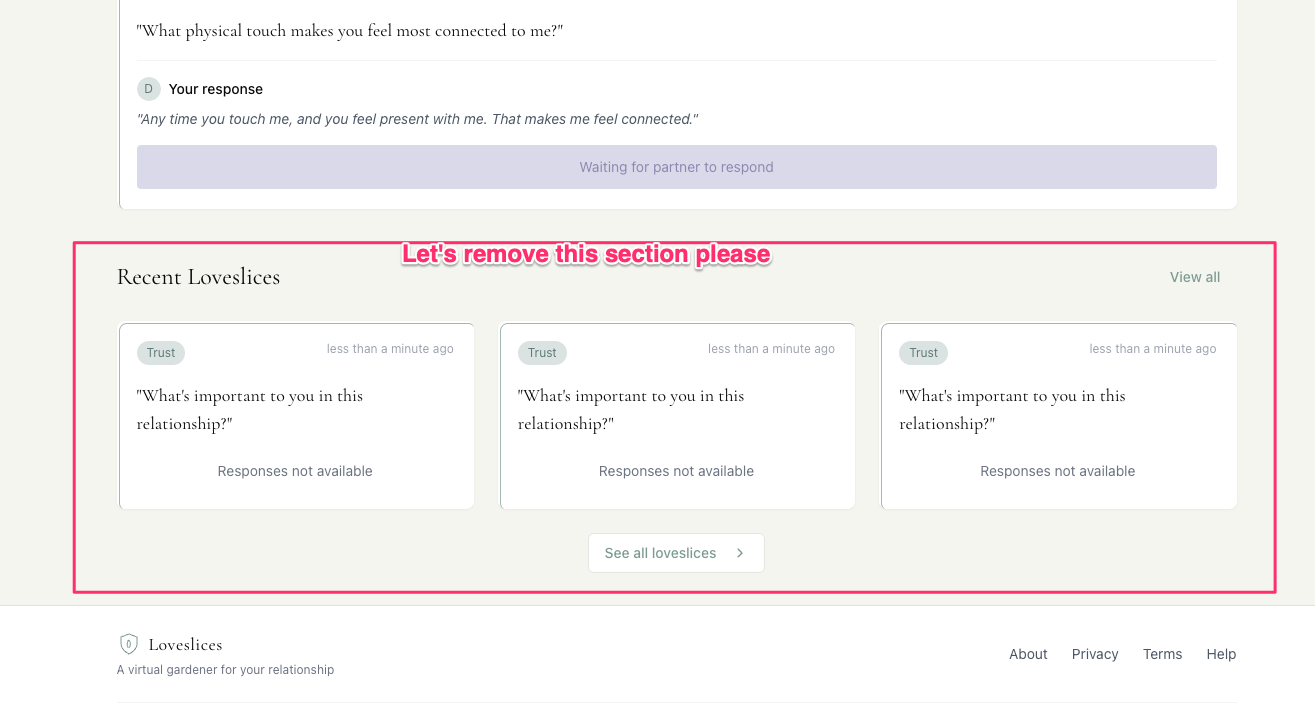 "What physical touch makes you feel most connected to me?"
D Your response
"Any time you touch me, and you feel present with me. That makes me feel connected."
Waiting for partner to respond
Let's remove this section please
Recent Loveslices
View all
Trust
less than a minute ago
"What's important to you in this
relationship?"
Responses not available
Trust
less than a minute ago
"What's important to you in this
relationship?"
Responses not available
Trust
less than a minute ago
"What's important to you in this
relationship?"
Responses not available
See all loveslices
Loveslices
A virtual gardener for your relationship
About
Privacy
Terms
Help